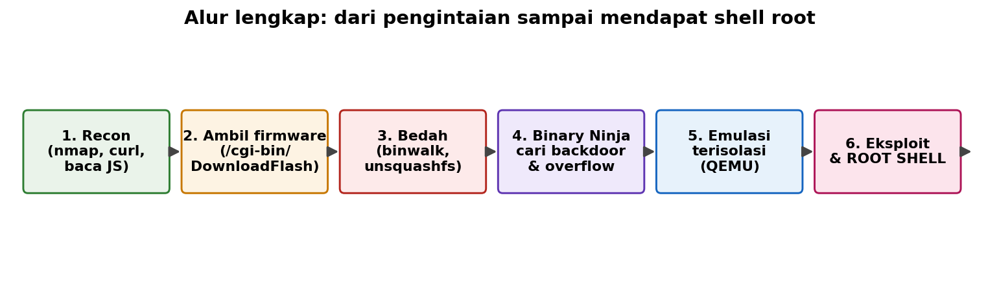 Alur lengkap: dari pengintaian sampai mendapat shell root
1. Recon
(nmap, curl,
baca JS)
2. Ambil firmware
(/cgi-bin/
DownloadFlash)
3. Bedah
(binwalk,
unsquashfs)
4. Binary Ninja
cari backdoor
& overflow
5. Emulasi
terisolasi
(QEMU)
6. Eksploit
& ROOT SHELL